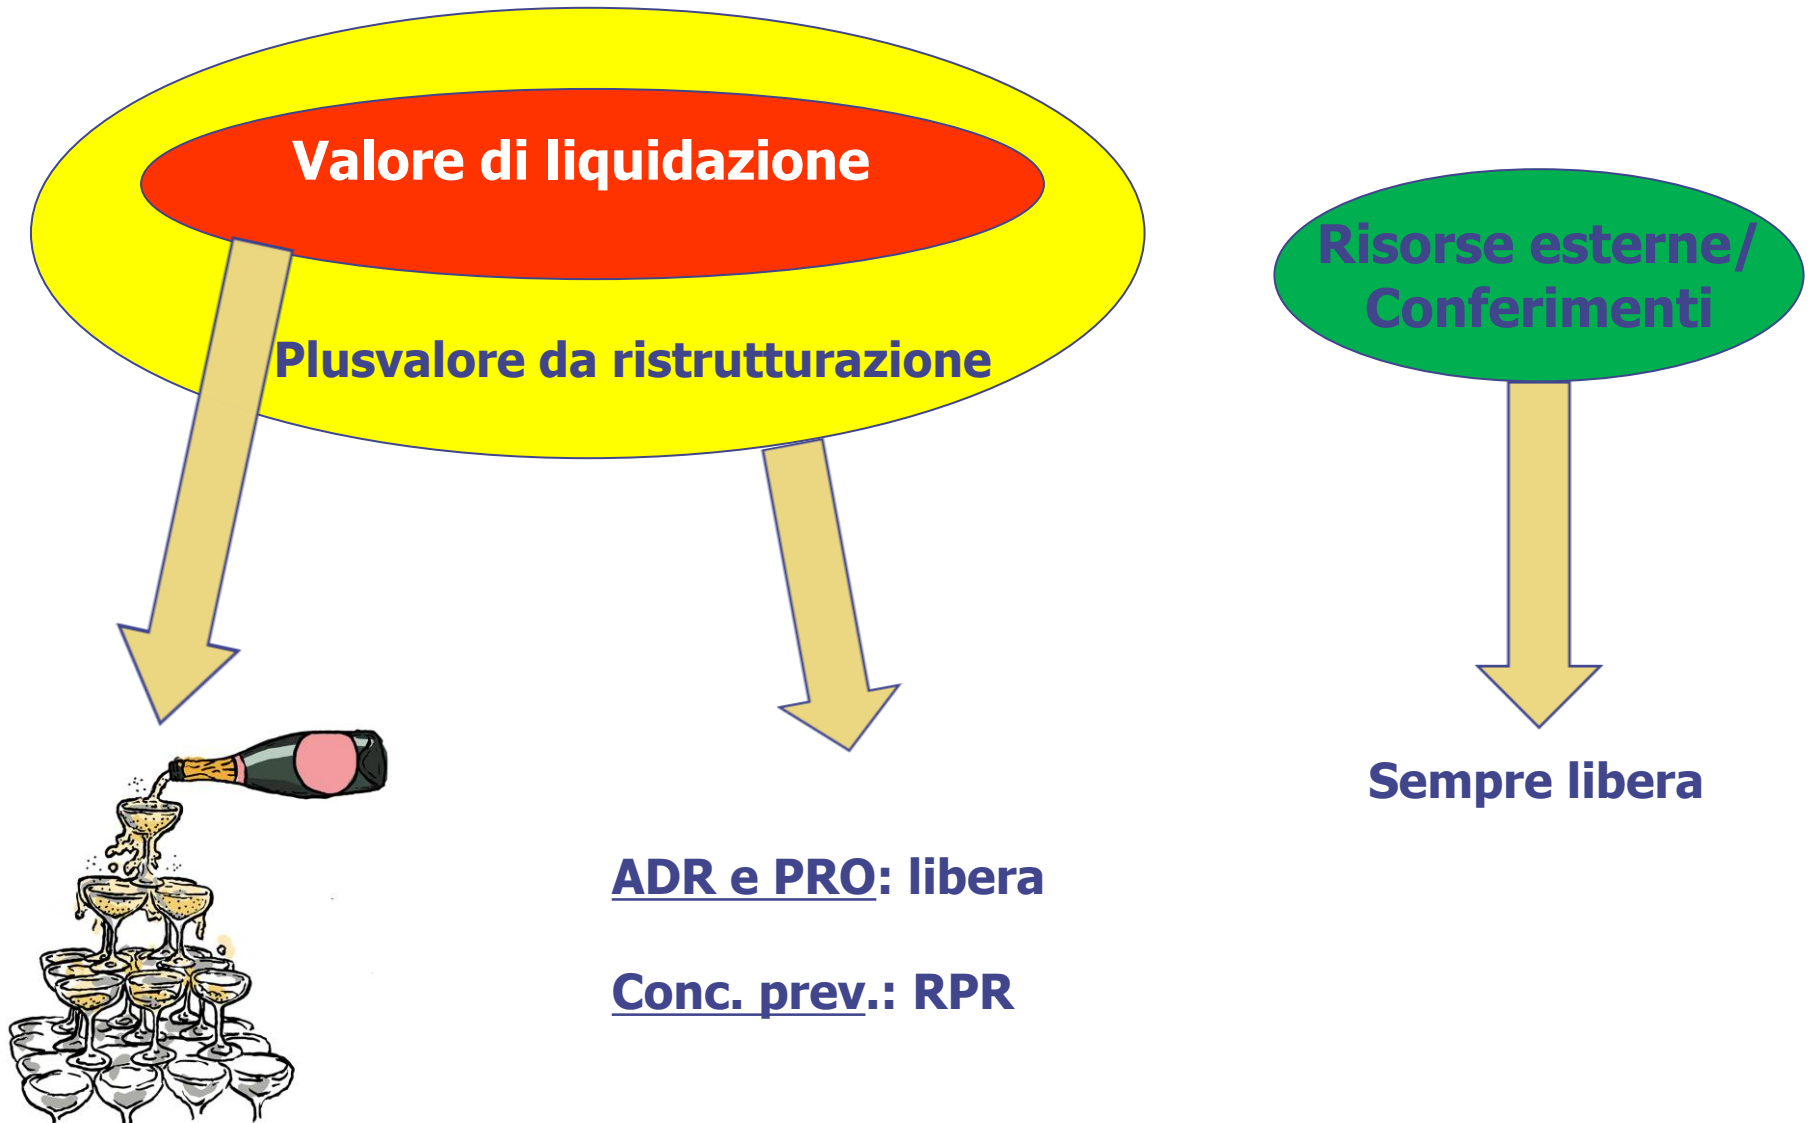 Valore di liquidazione
Plusvalore da ristrutturazione
Risorse esterne/
Conferimenti
Sempre libera
ADR e PRO: libera
Conc. prev.: RPR